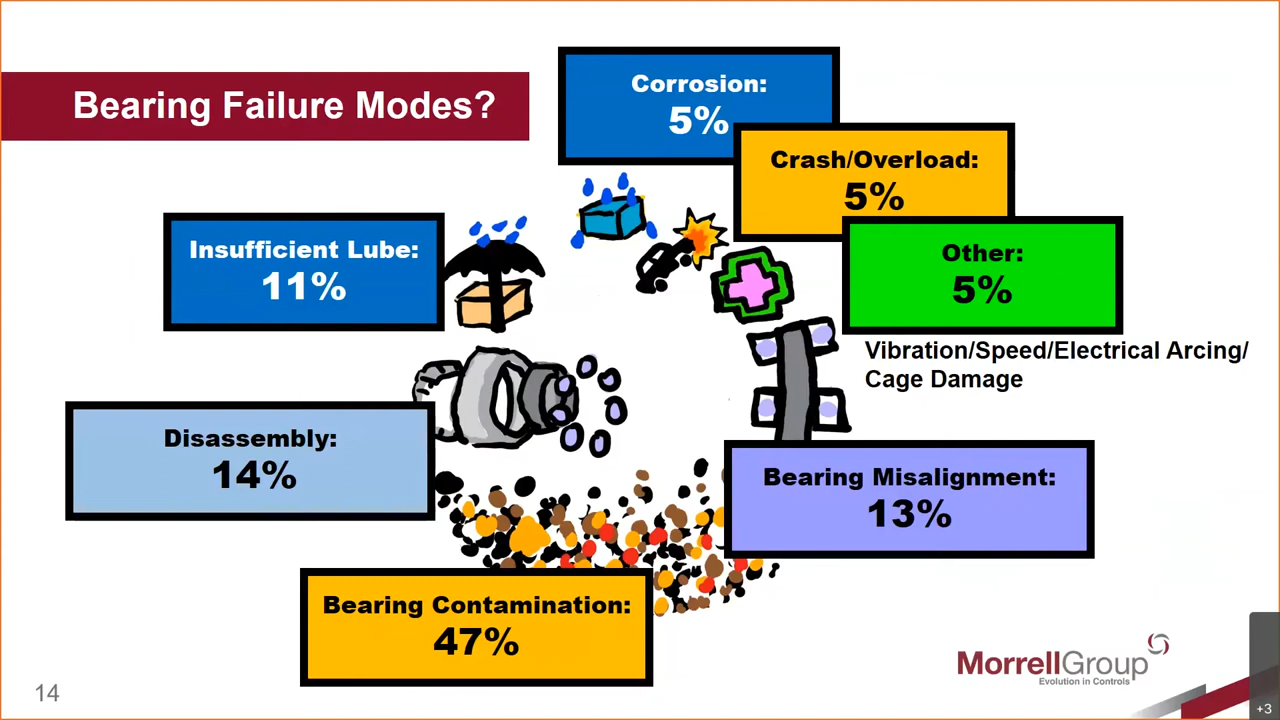 Bearing Failure Modes?
Corrosion:
5%
Crash/Overload:
5%
Insufficient Lube:
11%
Other:
5%
Vibration/Speed/Electrical Arcing/
Cage Damage
Disassembly:
14%
Bearing Misalignment:
13%
Bearing Contamination:
47%
MorrellGroup
Evolution in Controls
14
+3